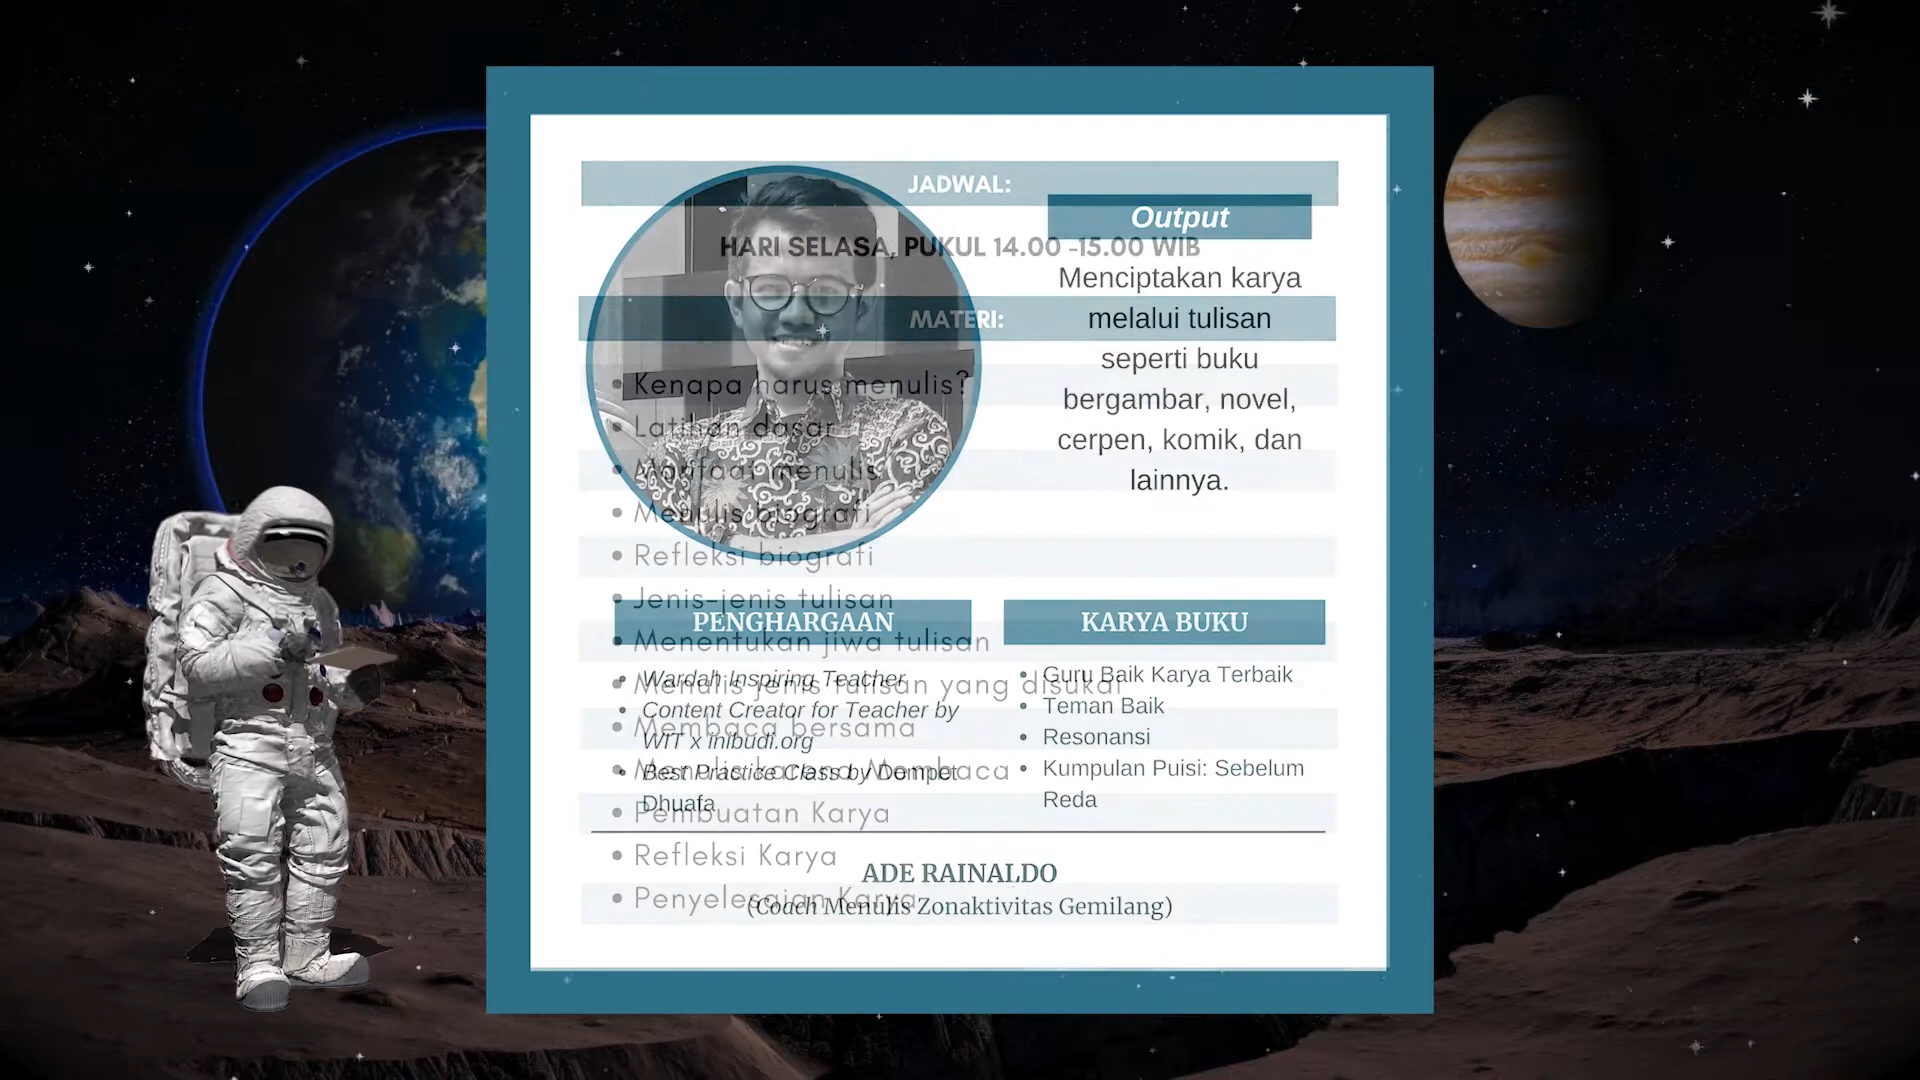 JADWAL:
HARI SELASA, PUKUL 14.00 -15.00 WIB
MATERI:
• Kenapa harus menulis?
• Latihan dasar
• Manfaat menulis
• Menulis biografi
• Refleksi biografi
• Jenis-jenis tulisan
• Menentukan jiwa tulisan
• Menulis jenis tulisan yang disukai
• Membaca bersama
• Menulis karena Membaca
• Pembuatan Karya
• Refleksi Karya
• Penyelesaian Karya
Output
Menciptakan karya
melalui tulisan
seperti buku
bergambar, novel,
cerpen, komik, dan
lainnya.
PENGHARGAAN
• Wardah Inspiring Teacher
• Content Creator for Teacher by
WIT x inibudi.org
• Best Practice Class by Dompet
Dhuafa
KARYA BUKU
• Guru Baik Karya Terbaik
• Teman Baik
• Resonansi
• Kumpulan Puisi: Sebelum
Reda
ADE RAINALDO
(Coach Menulis Zonaktivitas Gemilang)